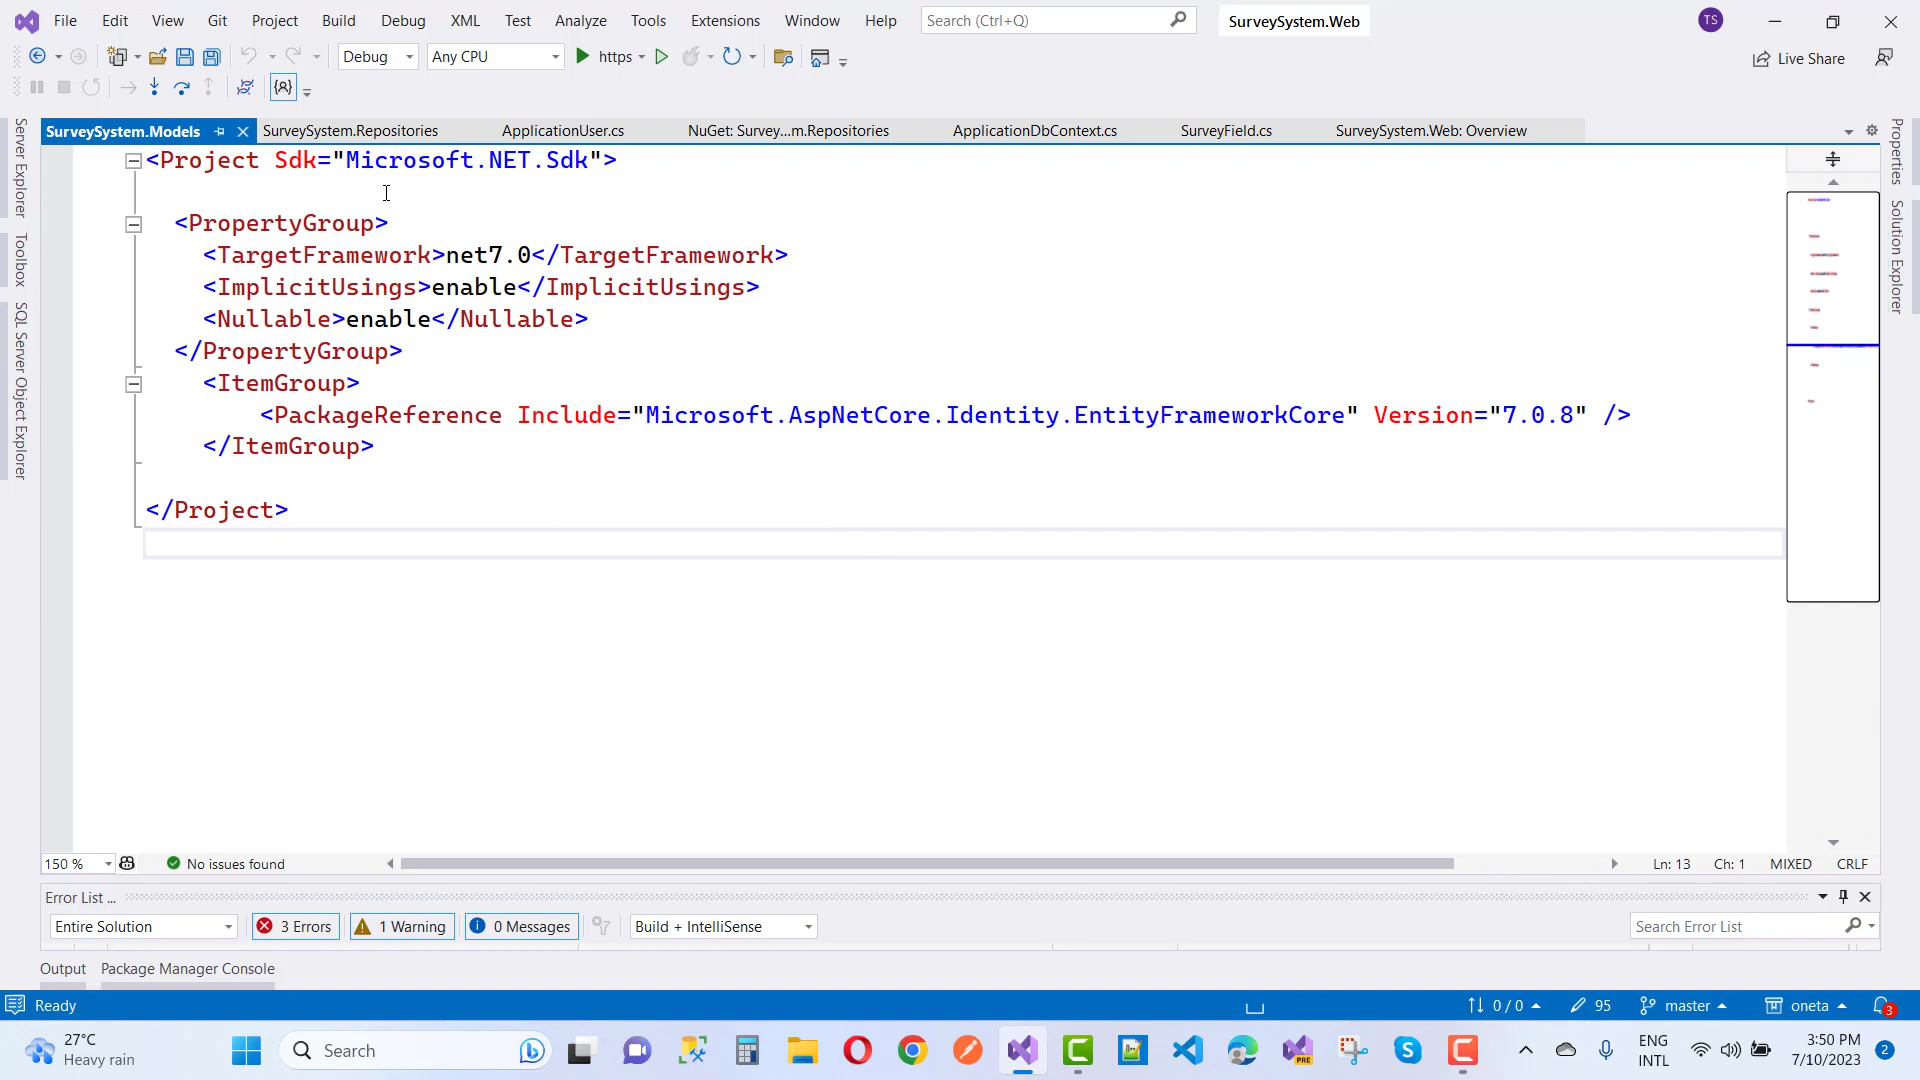 File Edit View Git Project Build Debug XML Test Analyze Tools Extensions Window Help Search (Ctrl+Q) SurveySystem.Web TS
Debug Any CPU https Live Share
SurveySystem.Models SurveySystem.Repositories ApplicationUser.cs NuGet: Survey...m.Repositories ApplicationDbContext.cs SurveyField.cs SurveySystem.Web: Overview
Server Explorer
Toolbox
SQL Server Object Explorer
<Project Sdk="Microsoft.NET.Sdk">
<PropertyGroup>
<TargetFramework>net7.0</TargetFramework>
<ImplicitUsings>enable</ImplicitUsings>
<Nullable>enable</Nullable>
</PropertyGroup>
<ItemGroup>
<PackageReference Include="Microsoft.AspNetCore.Identity.EntityFrameworkCore" Version="7.0.8" />
</ItemGroup>
</Project>
Properties
Solution Explorer
150 % No issues found Ln: 13 Ch: 1 MIXED CRLF
Error List ...
Entire Solution 3 Errors 1 Warning 0 Messages Build + IntelliSense Search Error List
Output Package Manager Console
Ready 0 / 0 95 master oneta 3
27°C
Heavy rain
Search
PRE
ENG
INTL
3:50 PM
7/10/2023
2